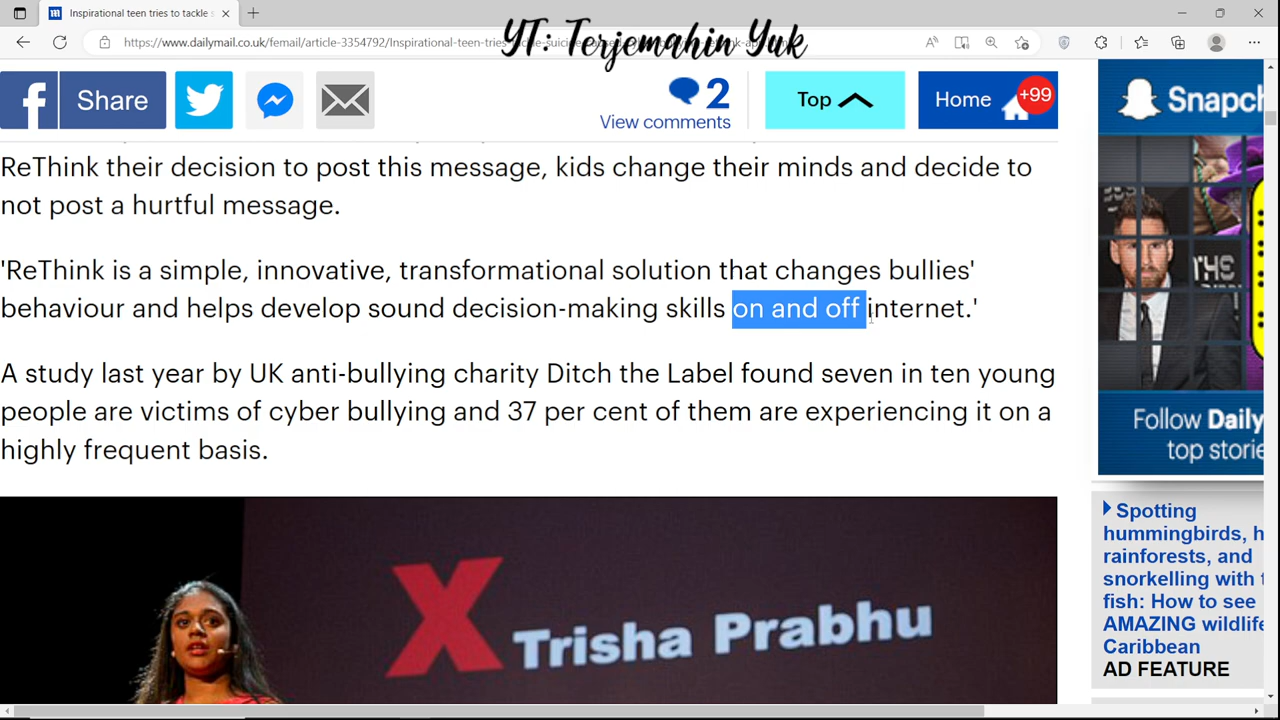 Inspirational teen tries to tackle
YT: Terjemahin Yuk
https://www.dailymail.co.uk/femail/article-3354792/Inspirational-teen-tries
Share
2
View comments
Top
Home
+99
Snapch
ReThink their decision to post this message, kids change their minds and decide to
not post a hurtful message.
'ReThink is a simple, innovative, transformational solution that changes bullies'
behaviour and helps develop sound decision-making skills on and off internet.'
A study last year by UK anti-bullying charity Ditch the Label found seven in ten young
people are victims of cyber bullying and 37 per cent of them are experiencing it on a
highly frequent basis.
Follow Daily
top storie
X Trisha Prabhu
Spotting
hummingbirds, h
rainforests, and
snorkelling with t
fish: How to see
AMAZING wildlife
Caribbean
AD FEATURE